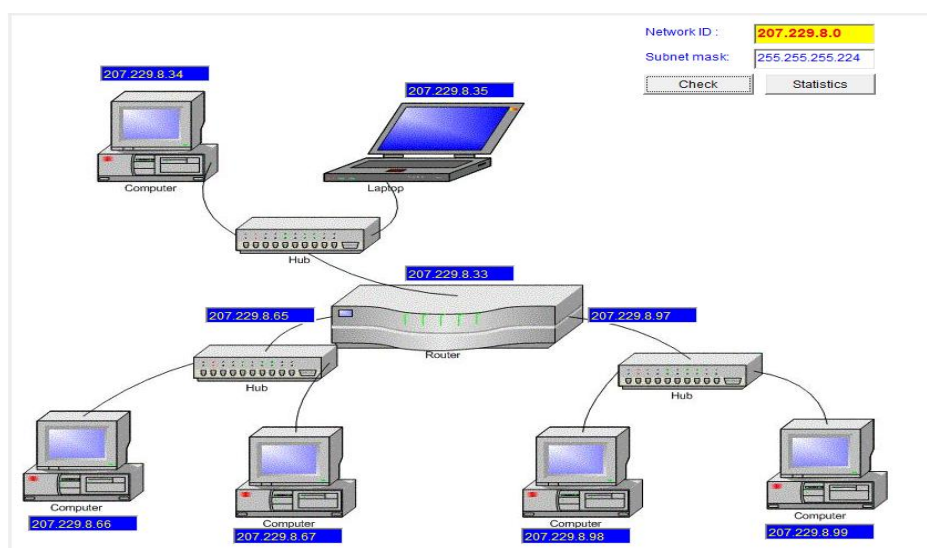 Network ID : 207.229.8.0
Subnet mask: 255.255.255.224
Check Statistics
207.229.8.34
207.229.8.35
Computer
Laptop
Hub
207.229.8.33
207.229.8.65
207.229.8.97
Router
Hub
Hub
Computer
207.229.8.66
Computer
207.229.8.67
Computer
207.229.8.98
Computer
207.229.8.99